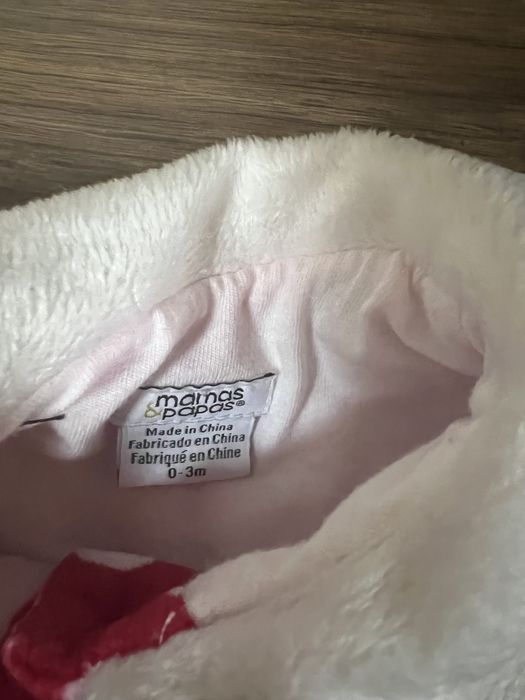 mamas
&papas®
Made in China
Fabricado en China
Fabriqué en Chine
0-3m